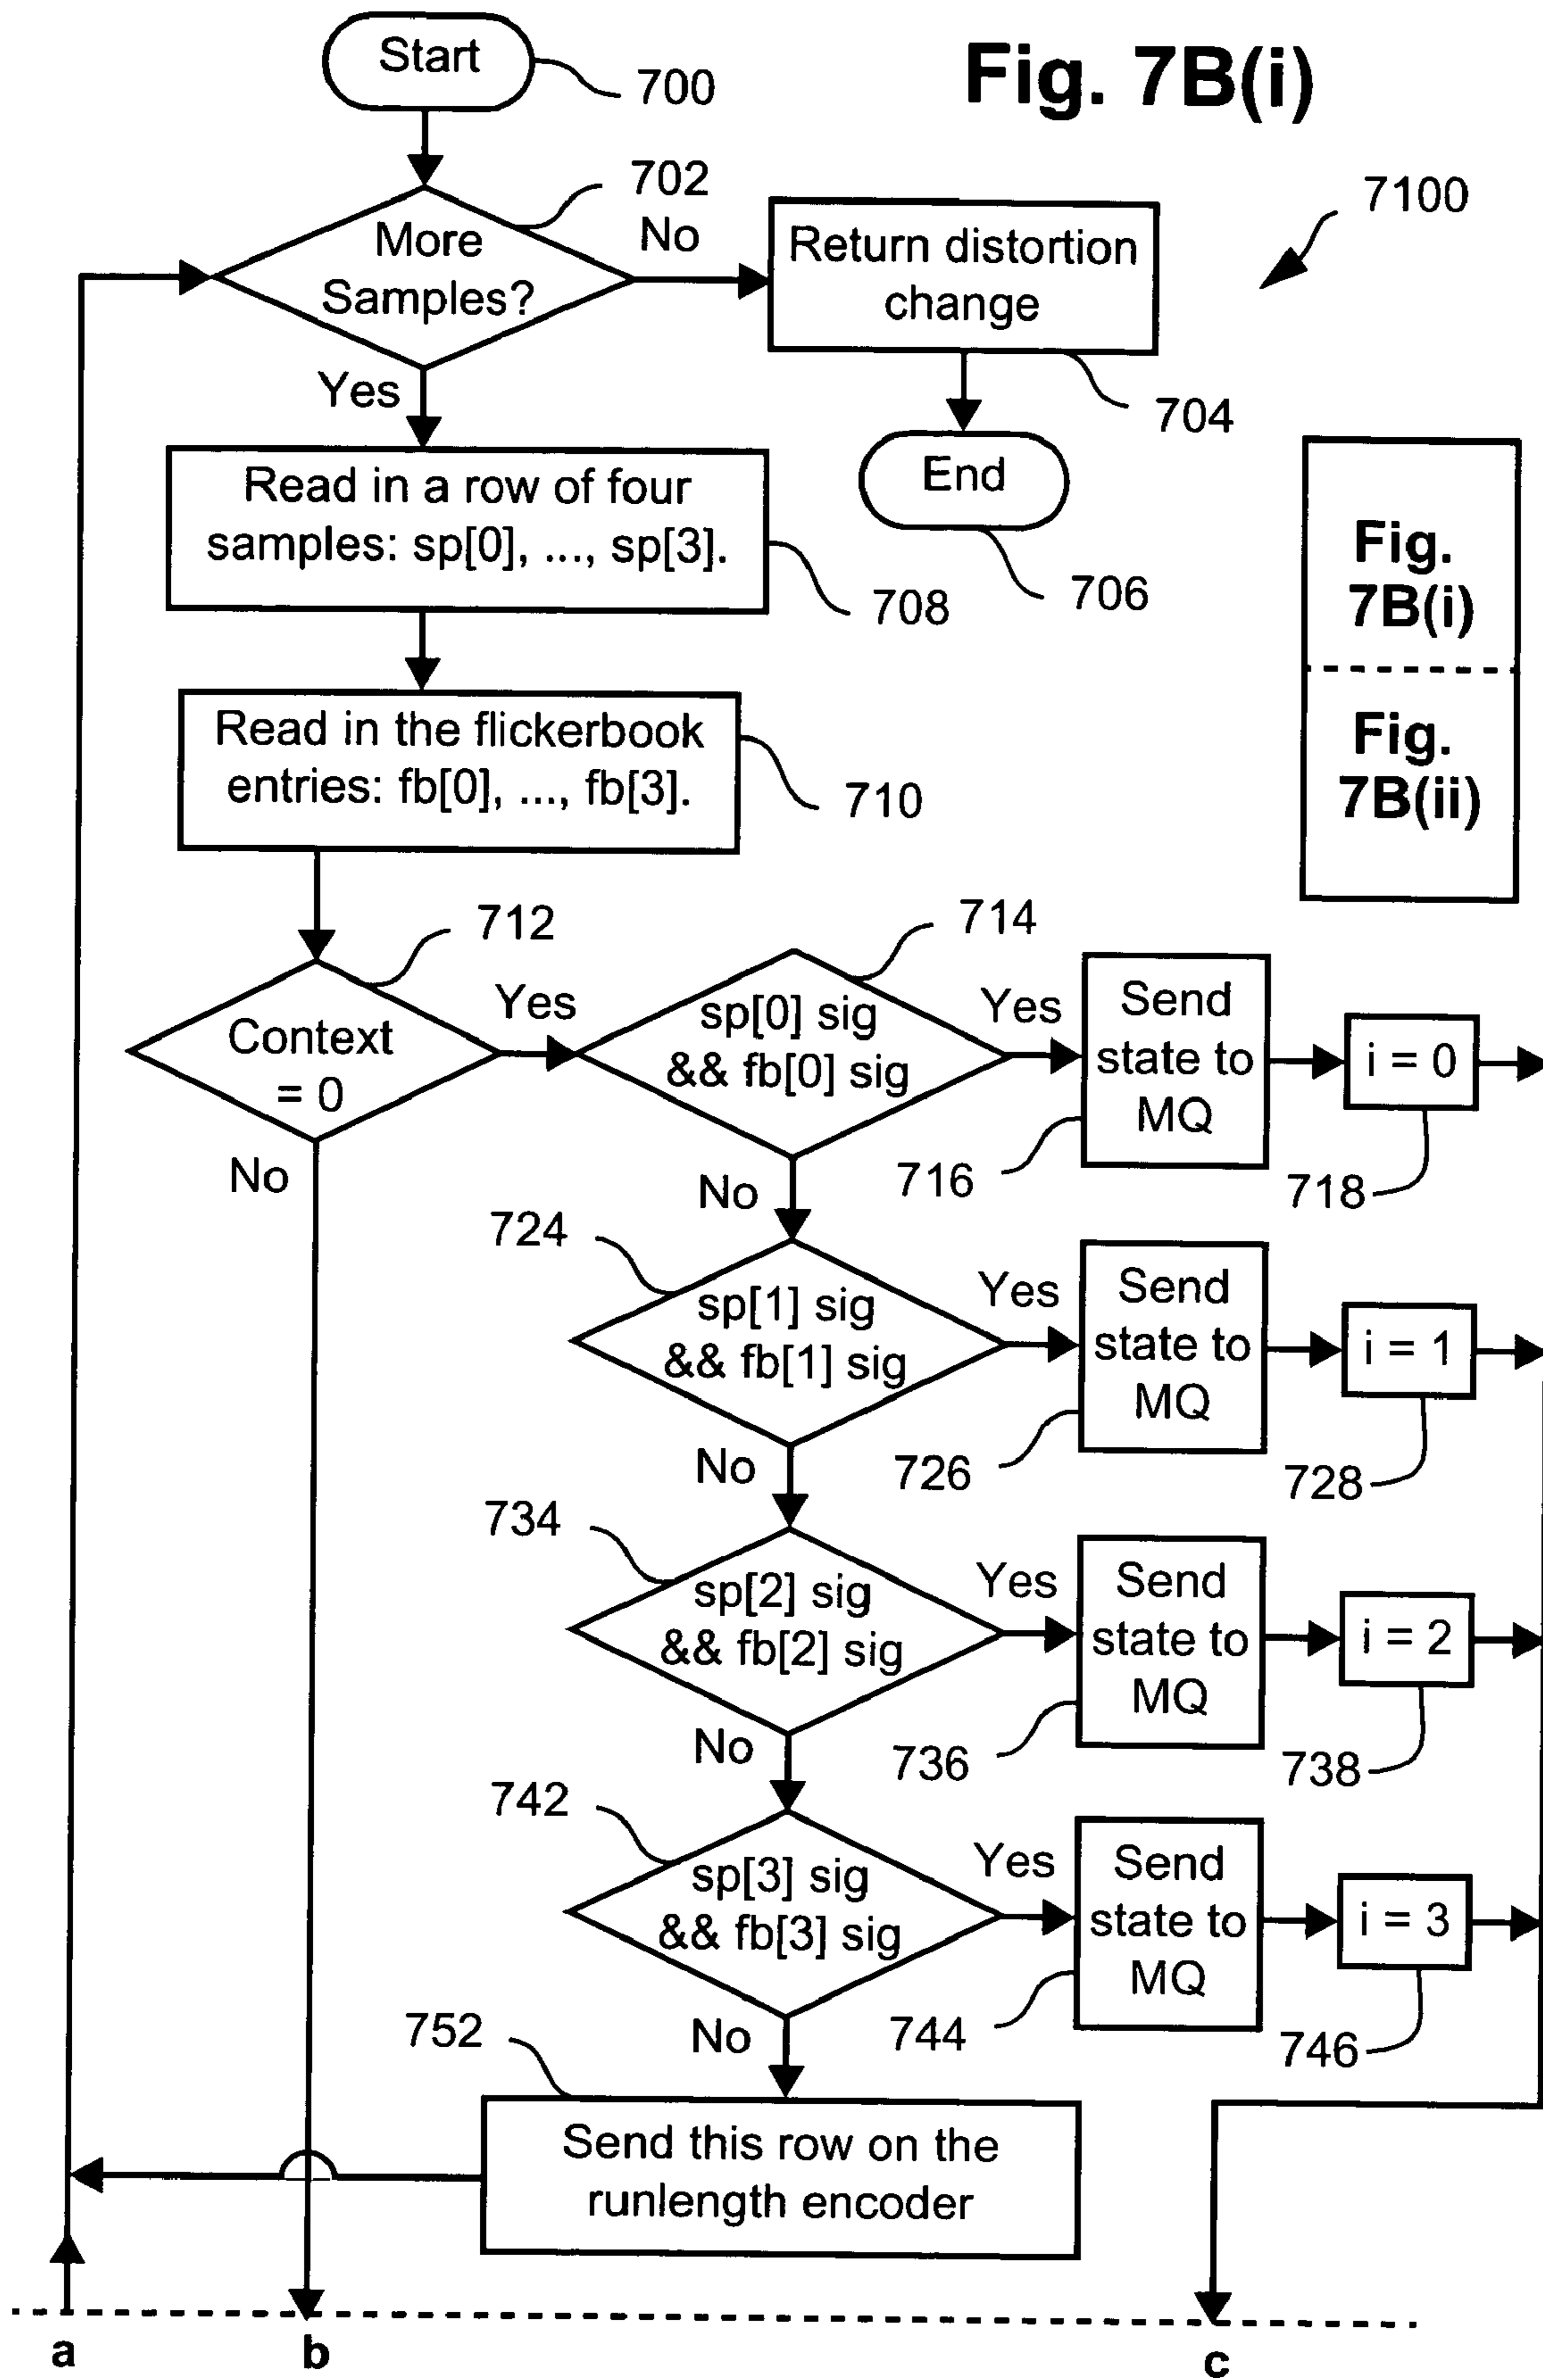 Start
700
Fig. 7B(i)
702
More
Samples?
No
Return distortion
change
7100
Yes
704
End
706
Read in a row of four
samples: sp[0], ..., sp[3].
708
Fig.
7B(i)
Fig.
7B(ii)
Read in the flickerbook
entries: fb[0], ..., fb[3].
710
712
Context
= 0
Yes
No
714
sp[0] sig
&& fb[0] sig
Yes
Send
state to
MQ
716
i = 0
718
No
724
sp[1] sig
&& fb[1] sig
Yes
Send
state to
MQ
726
i = 1
728
No
734
sp[2] sig
&& fb[2] sig
Yes
Send
state to
MQ
736
i = 2
738
No
742
sp[3] sig
&& fb[3] sig
Yes
Send
state to
MQ
744
i = 3
746
No
752
Send this row on the
runlength encoder
a
b
c